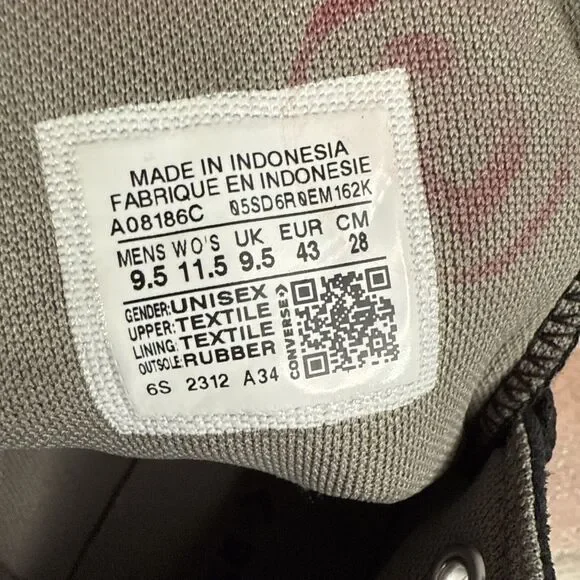 MADE IN INDONESIA
FABRIQUE EN INDONESIE
A08186C 05SD6R0EM162K
MENS WO'S UK EUR CM
9.5 11.5 9.5 43 28
GENDER:UNISEX
UPPER:TEXTILE
LINING:TEXTILE
OUTSOLE:RUBBER
CONVERSE
6S 2312 A34